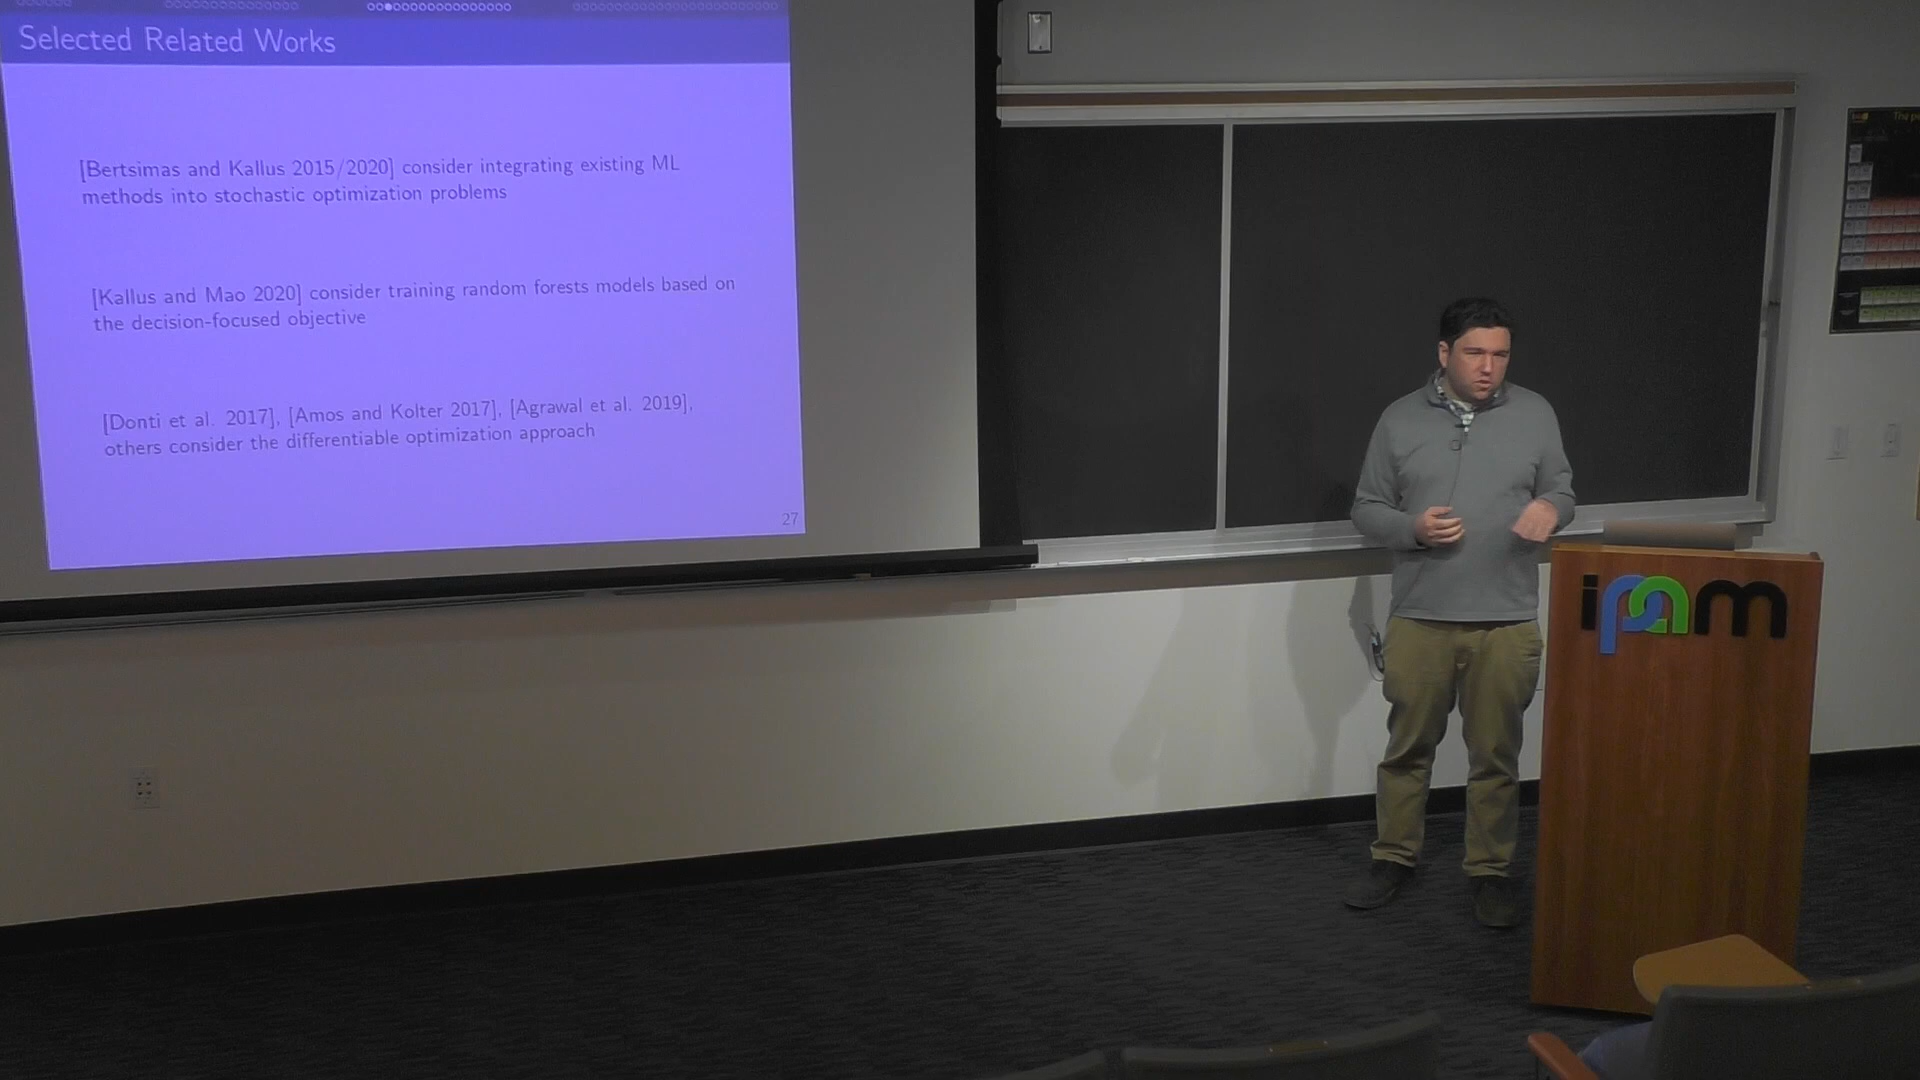 Selected Related Works
[Bertsimas and Kallus 2015/2020] consider integrating existing ML
methods into stochastic optimization problems
[Kallus and Mao 2020] consider training random forests models based on
the decision-focused objective
[Donti et al. 2017], [Amos and Kolter 2017], [Agrawal et al. 2019],
others consider the differentiable optimization approach
27
ipam